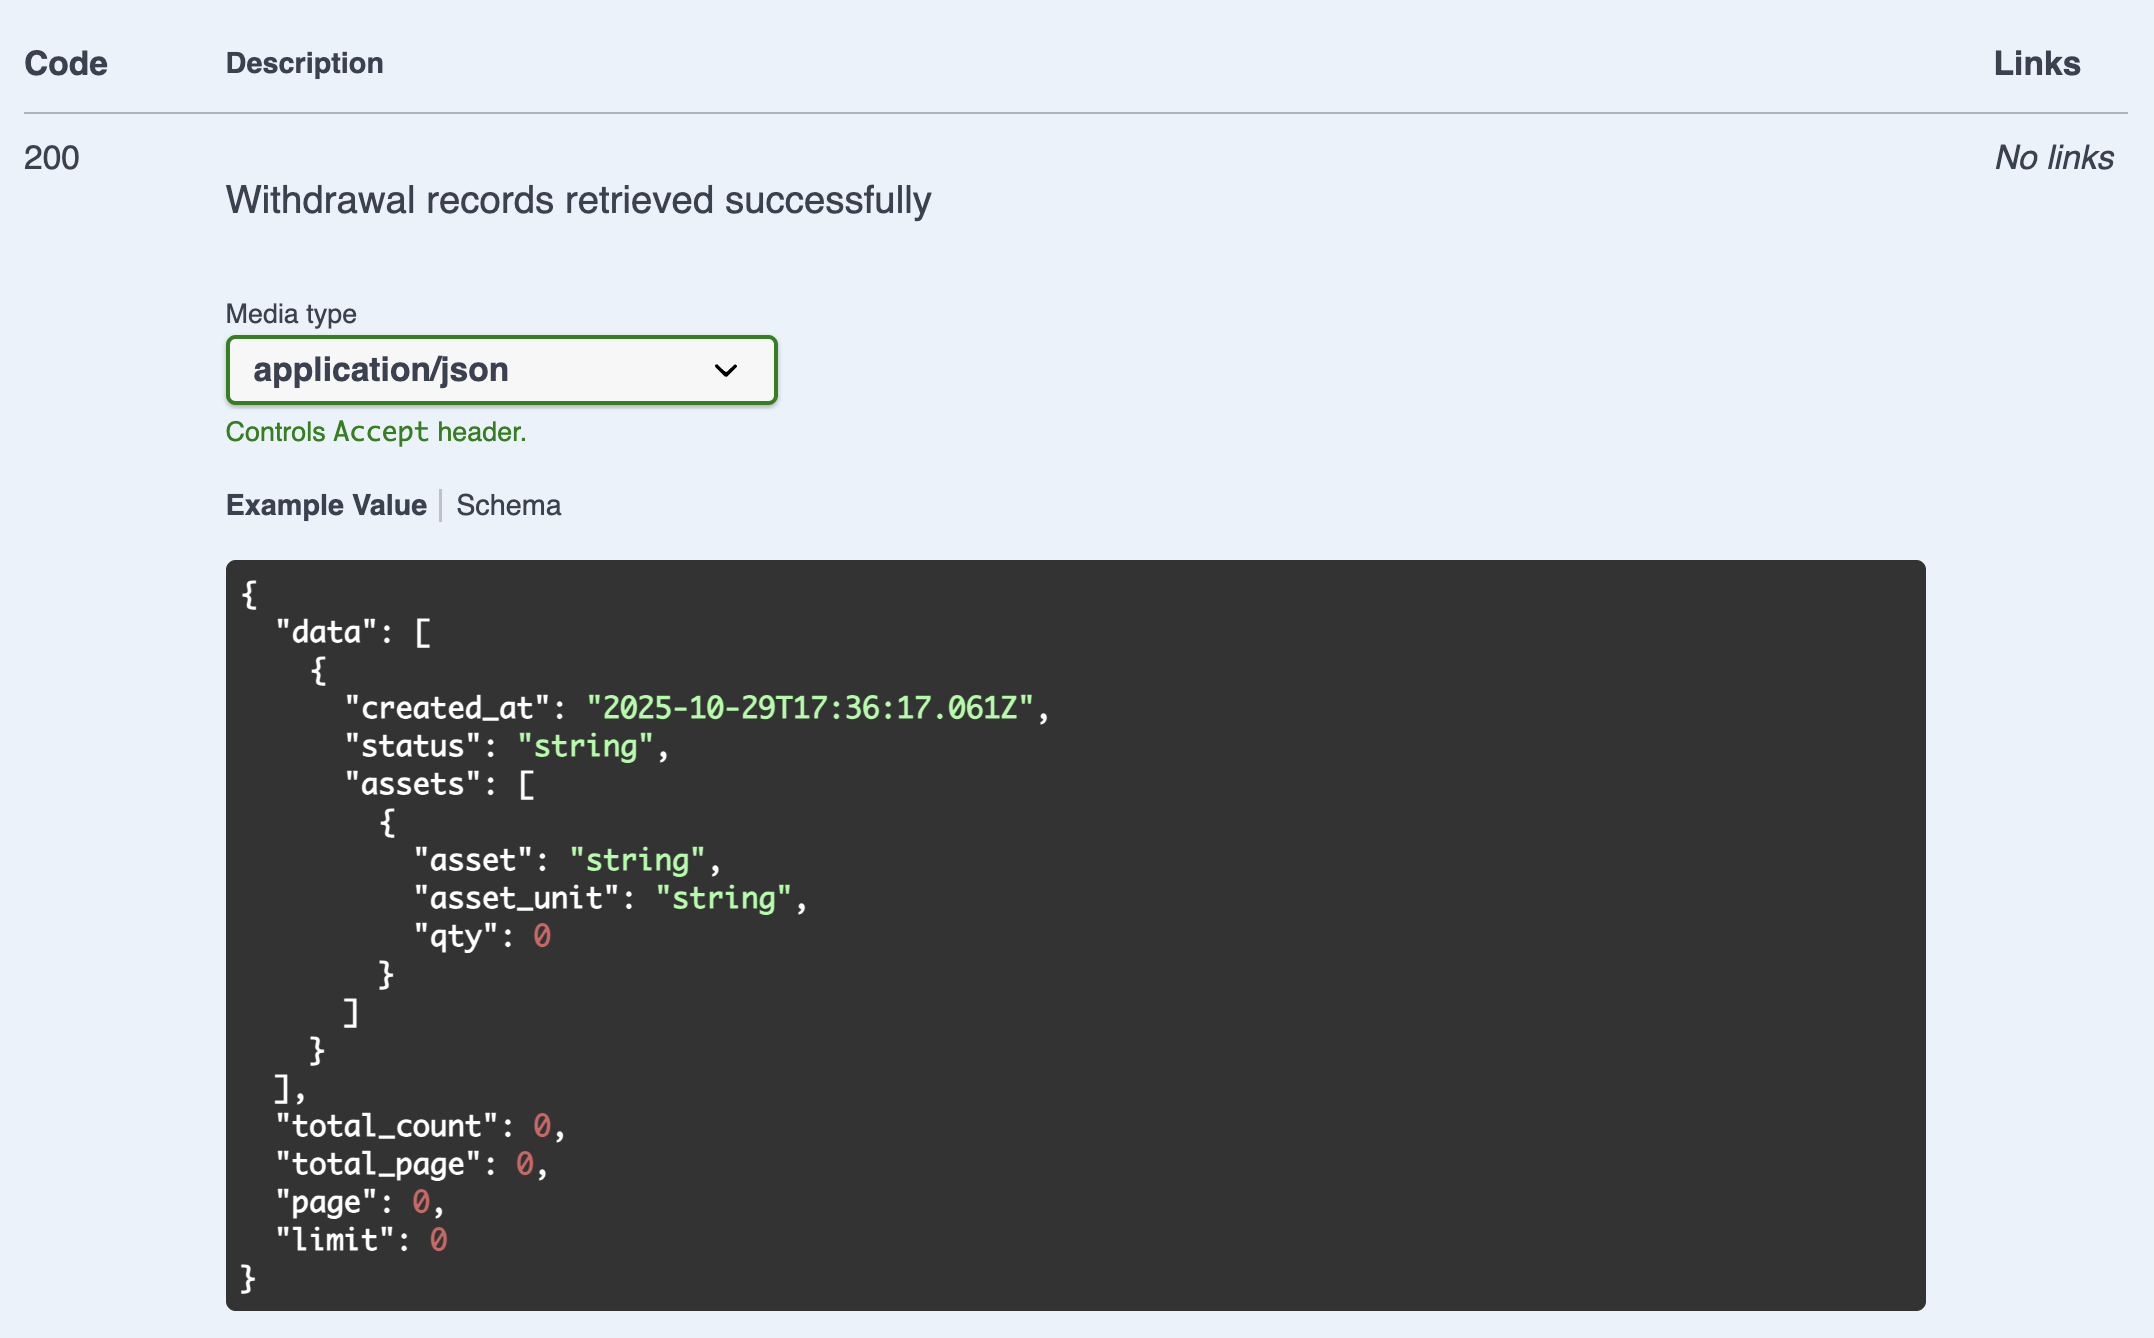 Code Description Links
200 No links
Withdrawal records retrieved successfully
Media type
application/json
Controls Accept header.
Example Value | Schema
{
  "data": [
    {
      "created_at": "2025-10-29T17:36:17.061Z",
      "status": "string",
      "assets": [
        {
          "asset": "string",
          "asset_unit": "string",
          "qty": 0
        }
      ]
    }
  ],
  "total_count": 0,
  "total_page": 0,
  "page": 0,
  "limit": 0
}